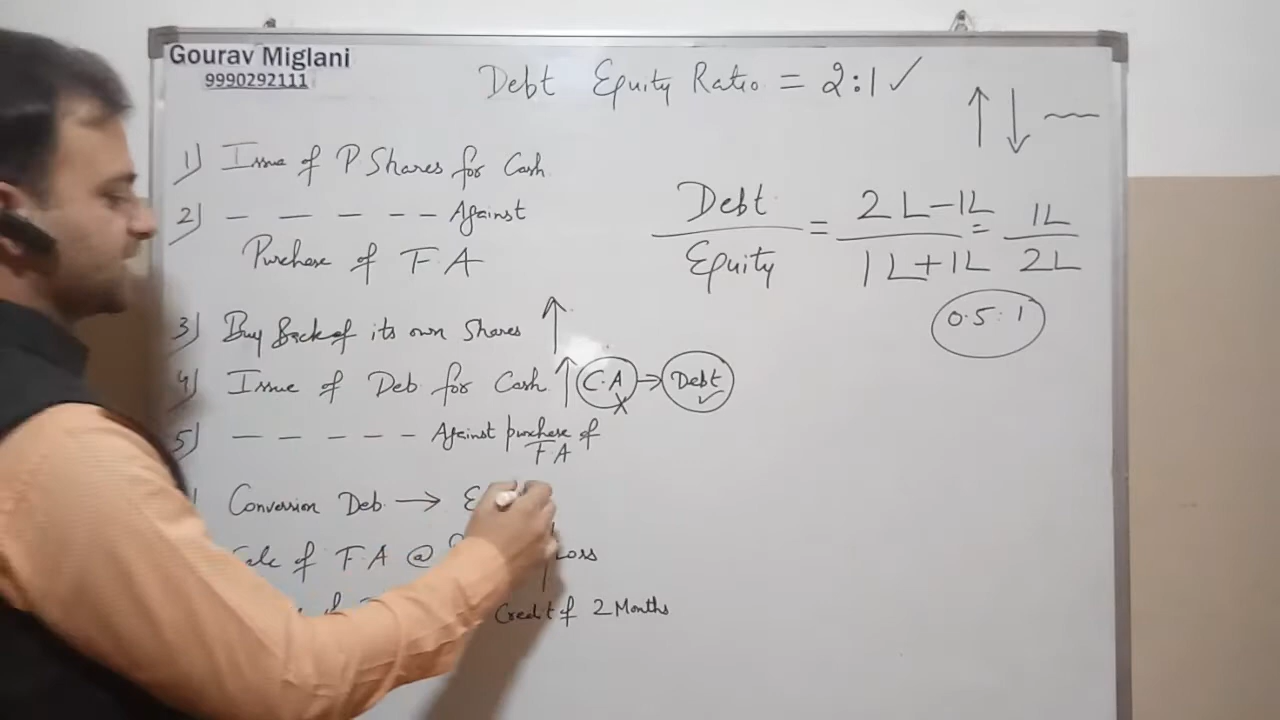 Gourav Miglani
9990292111
Debt Equity Ratio = 2:1 ✓
↑ ↓ ~
1) Issue of P Shares for Cash
2) – – – – – Against
Purchase of F A
3) Buy Back of its own Shares ↑
4) Issue of Deb for Cash ↑ C.A → Debt
5) – – – – – Against purchase of
F A
Conversion Deb. → E
of F.A @ Loss
Credit of 2 Months
Debt / Equity = 2L-1L / 1L+1L = 1L / 2L
0.5:1